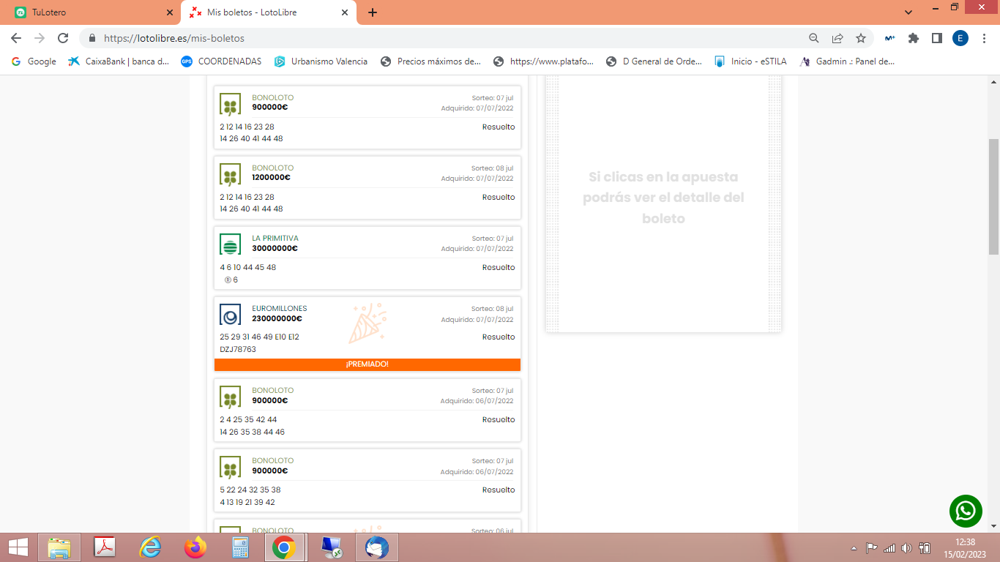 TuLotero
Mis boletos - LotoLibre
https://lotolibre.es/mis-boletos
E
Google
CaixaBank | banca d...
GPS
COORDENADAS
Urbanismo Valencia
Precios máximos de...
https://www.platafo...
D General de Orde...
Inicio - eSTILA
Gadmin .: Panel de...
BONOLOTO
900000€
Sorteo: 07 jul
Adquirido: 07/07/2022
2 12 14 16 23 28
14 26 40 41 44 48
Resuelto
BONOLOTO
1200000€
Sorteo: 08 jul
Adquirido: 07/07/2022
2 12 14 16 23 28
14 26 40 41 44 48
Resuelto
LA PRIMITIVA
30000000€
Sorteo: 07 jul
Adquirido: 07/07/2022
4 6 10 44 45 48
® 6
Resuelto
EUROMILLONES
230000000€
Sorteo: 08 jul
Adquirido: 07/07/2022
25 29 31 46 49 E10 E12
DZJ78763
Resuelto
¡PREMIADO!
BONOLOTO
900000€
Sorteo: 07 jul
Adquirido: 06/07/2022
2 4 25 35 42 44
14 26 35 38 44 46
Resuelto
BONOLOTO
900000€
Sorteo: 07 jul
Adquirido: 06/07/2022
5 22 24 32 35 38
4 13 19 21 39 42
Resuelto
BONOLOTO
Sorteo: 06 jul
Si clicas en la apuesta
podrás ver el detalle del
boleto
12:38
15/02/2023